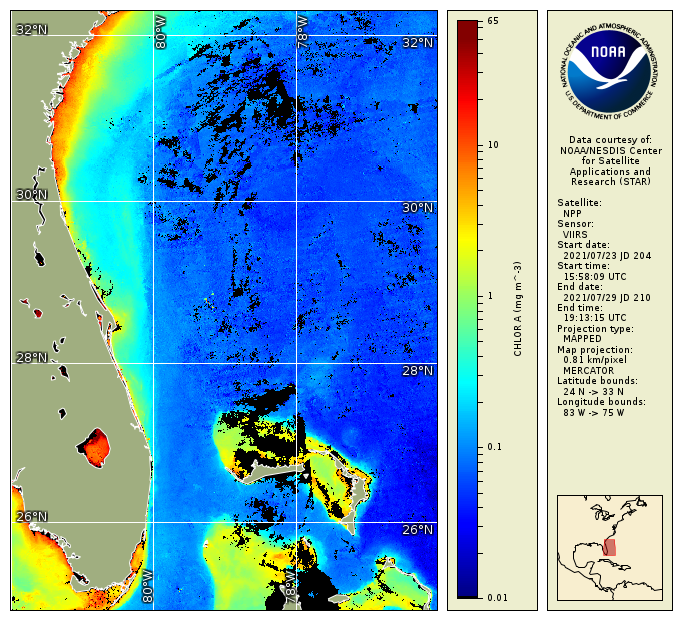 32°N
80°W
78°W
32°N
30°N
30°N
28°N
28°N
26°N
26°N
80°W
78°W
65
10
1
0.1
0.01
CHLOR A (mg m^-3)
NATIONAL OCEANIC AND ATMOSPHERIC ADMINISTRATION
NOAA
U.S. DEPARTMENT OF COMMERCE
Data courtesy of:
NOAA/NESDIS Center
for Satellite
Applications and
Research (STAR)
Satellite:
NPP
Sensor:
VIIRS
Start date:
2021/07/23 JD 204
Start time:
15:58:09 UTC
End date:
2021/07/29 JD 210
End time:
19:13:15 UTC
Projection type:
MAPPED
Map projection:
0.81 km/pixel
MERCATOR
Latitude bounds:
24 N -> 33 N
Longitude bounds:
83 W -> 75 W